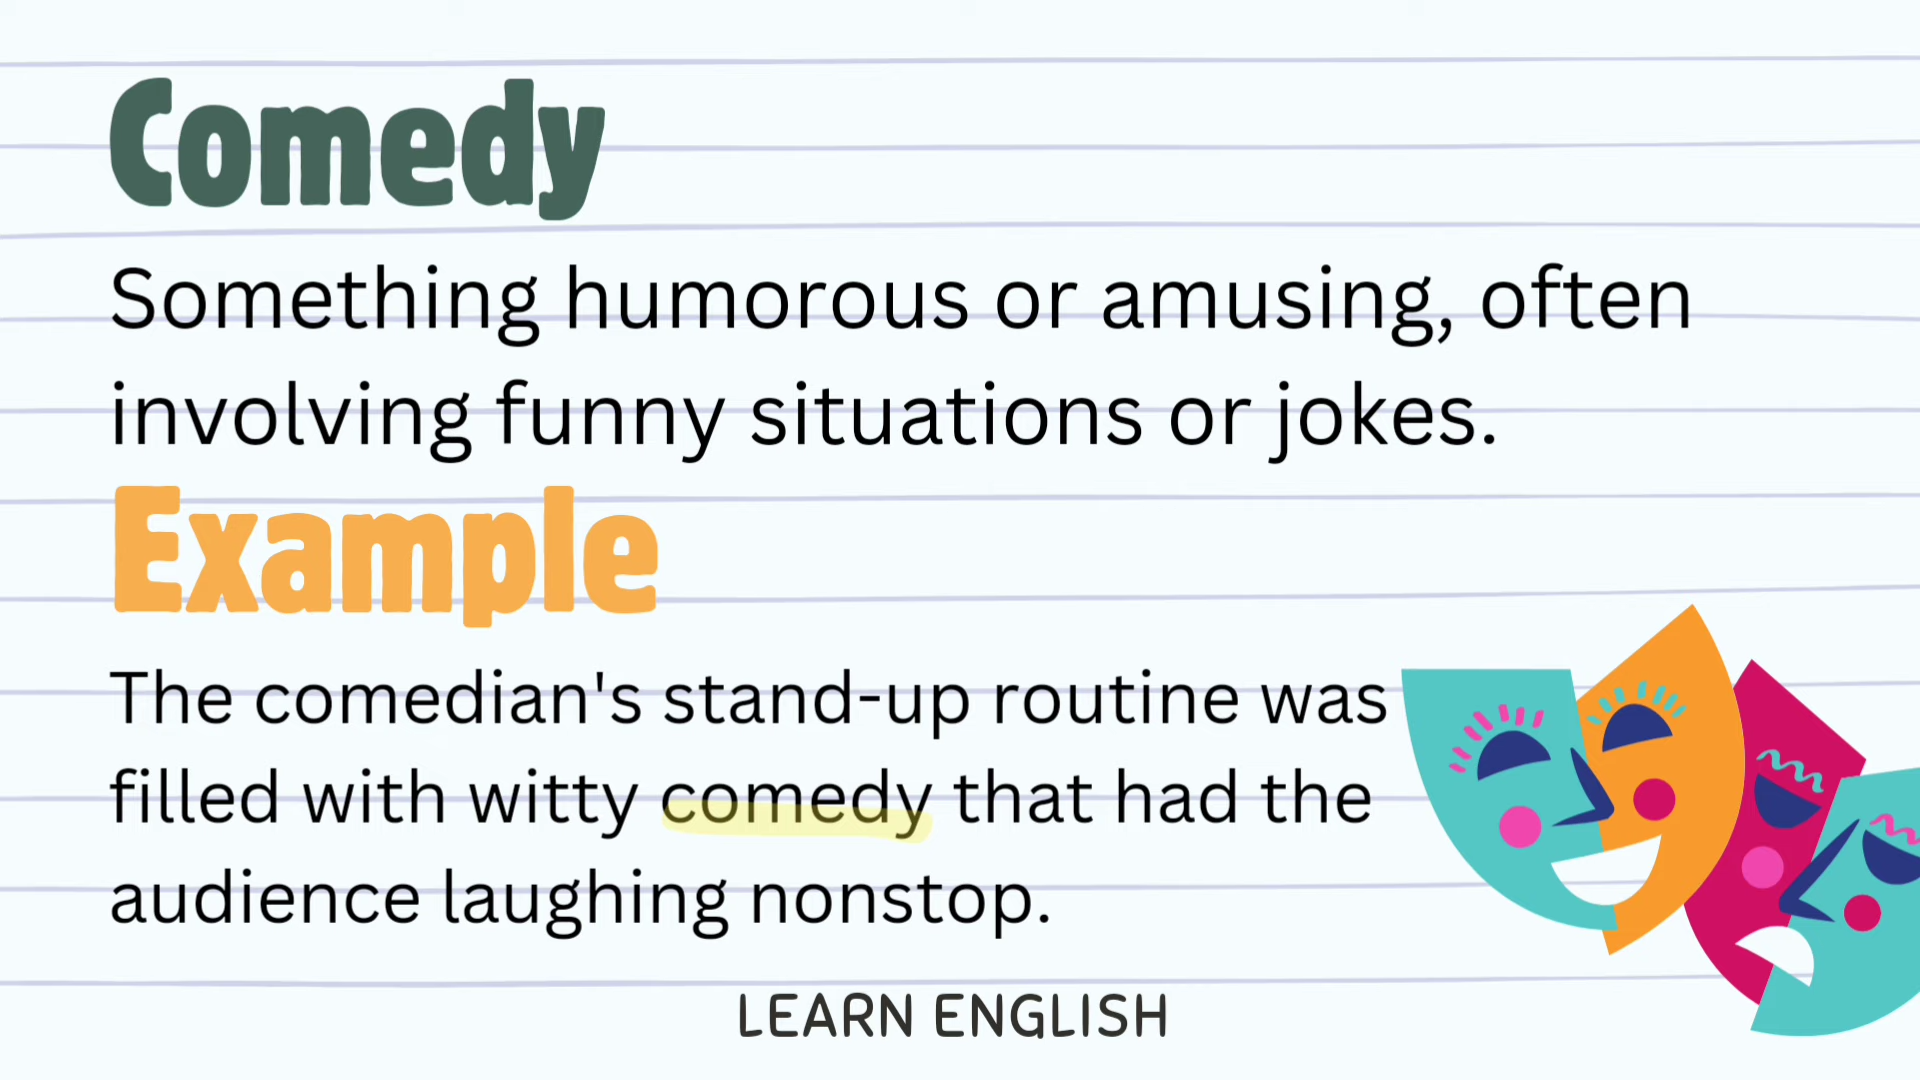 Comedy
Something humorous or amusing, often
involving funny situations or jokes.
Example
The comedian's stand-up routine was
filled with witty comedy that had the
audience laughing nonstop.
LEARN ENGLISH